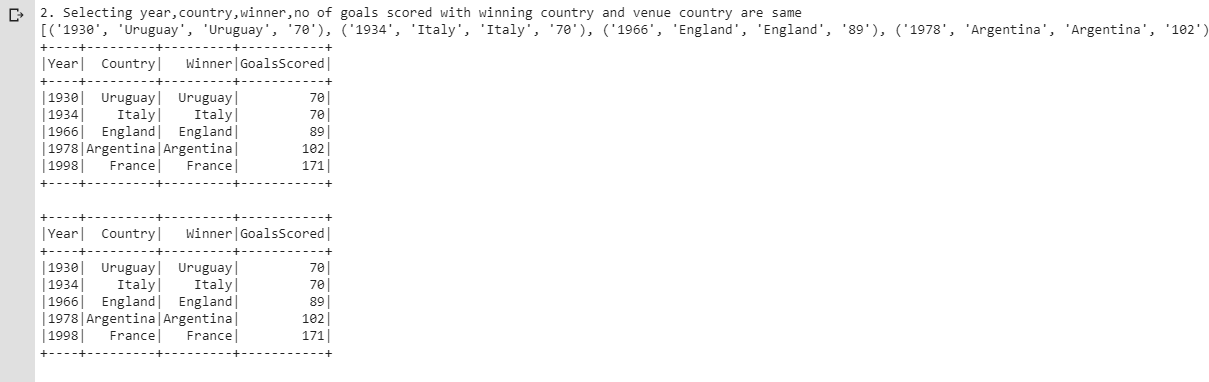 2. Selecting year,country,winner,no of goals scored with winning country and venue country are same
[('1930', 'Uruguay', 'Uruguay', '70'), ('1934', 'Italy', 'Italy', '70'), ('1966', 'England', 'England', '89'), ('1978', 'Argentina', 'Argentina', '102')
+----+---------+---------+-----------+
|Year|  Country|   Winner|GoalsScored|
+----+---------+---------+-----------+
|1930|  Uruguay|  Uruguay|         70|
|1934|    Italy|    Italy|         70|
|1966|  England|  England|         89|
|1978|Argentina|Argentina|        102|
|1998|   France|   France|        171|
+----+---------+---------+-----------+
+----+---------+---------+-----------+
|Year|  Country|   Winner|GoalsScored|
+----+---------+---------+-----------+
|1930|  Uruguay|  Uruguay|         70|
|1934|    Italy|    Italy|         70|
|1966|  England|  England|         89|
|1978|Argentina|Argentina|        102|
|1998|   France|   France|        171|
+----+---------+---------+-----------+